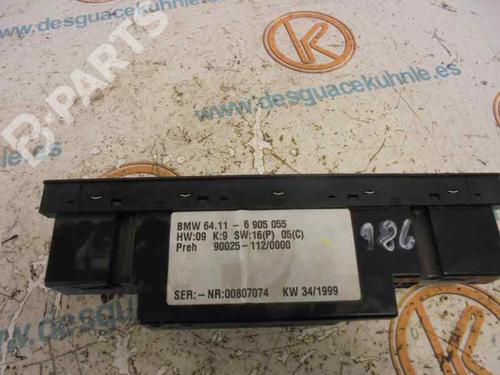 B-PARTS
www.desguacekuhnle.es
www.desguacekuhnle.es
BMW 64.11 - 6 905 055
HW:09 K:9 SW:16(P) 05(C)
Preh 90025-112/0000
SER:-NR:00807074 KW 34/1999
986